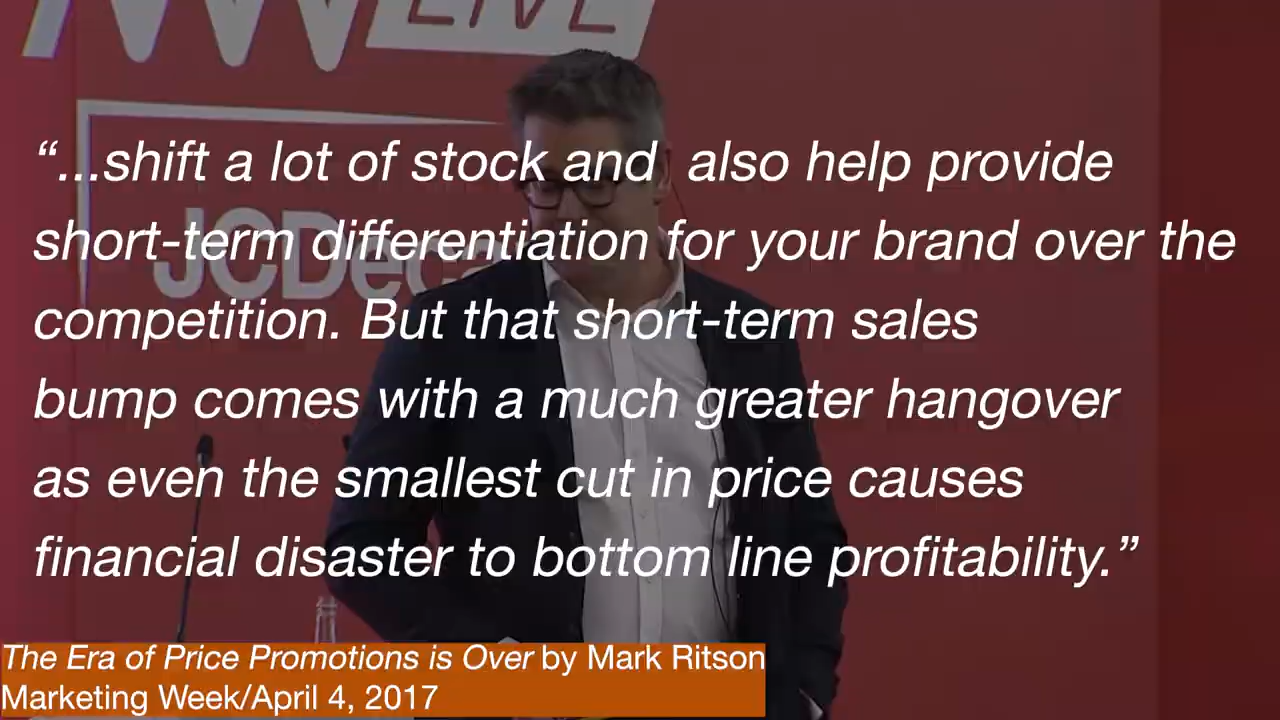 LIVE
JCDeca
“...shift a lot of stock and also help provide
short-term differentiation for your brand over the
competition. But that short-term sales
bump comes with a much greater hangover
as even the smallest cut in price causes
financial disaster to bottom line profitability.”
The Era of Price Promotions is Over by Mark Ritson
Marketing Week/April 4, 2017